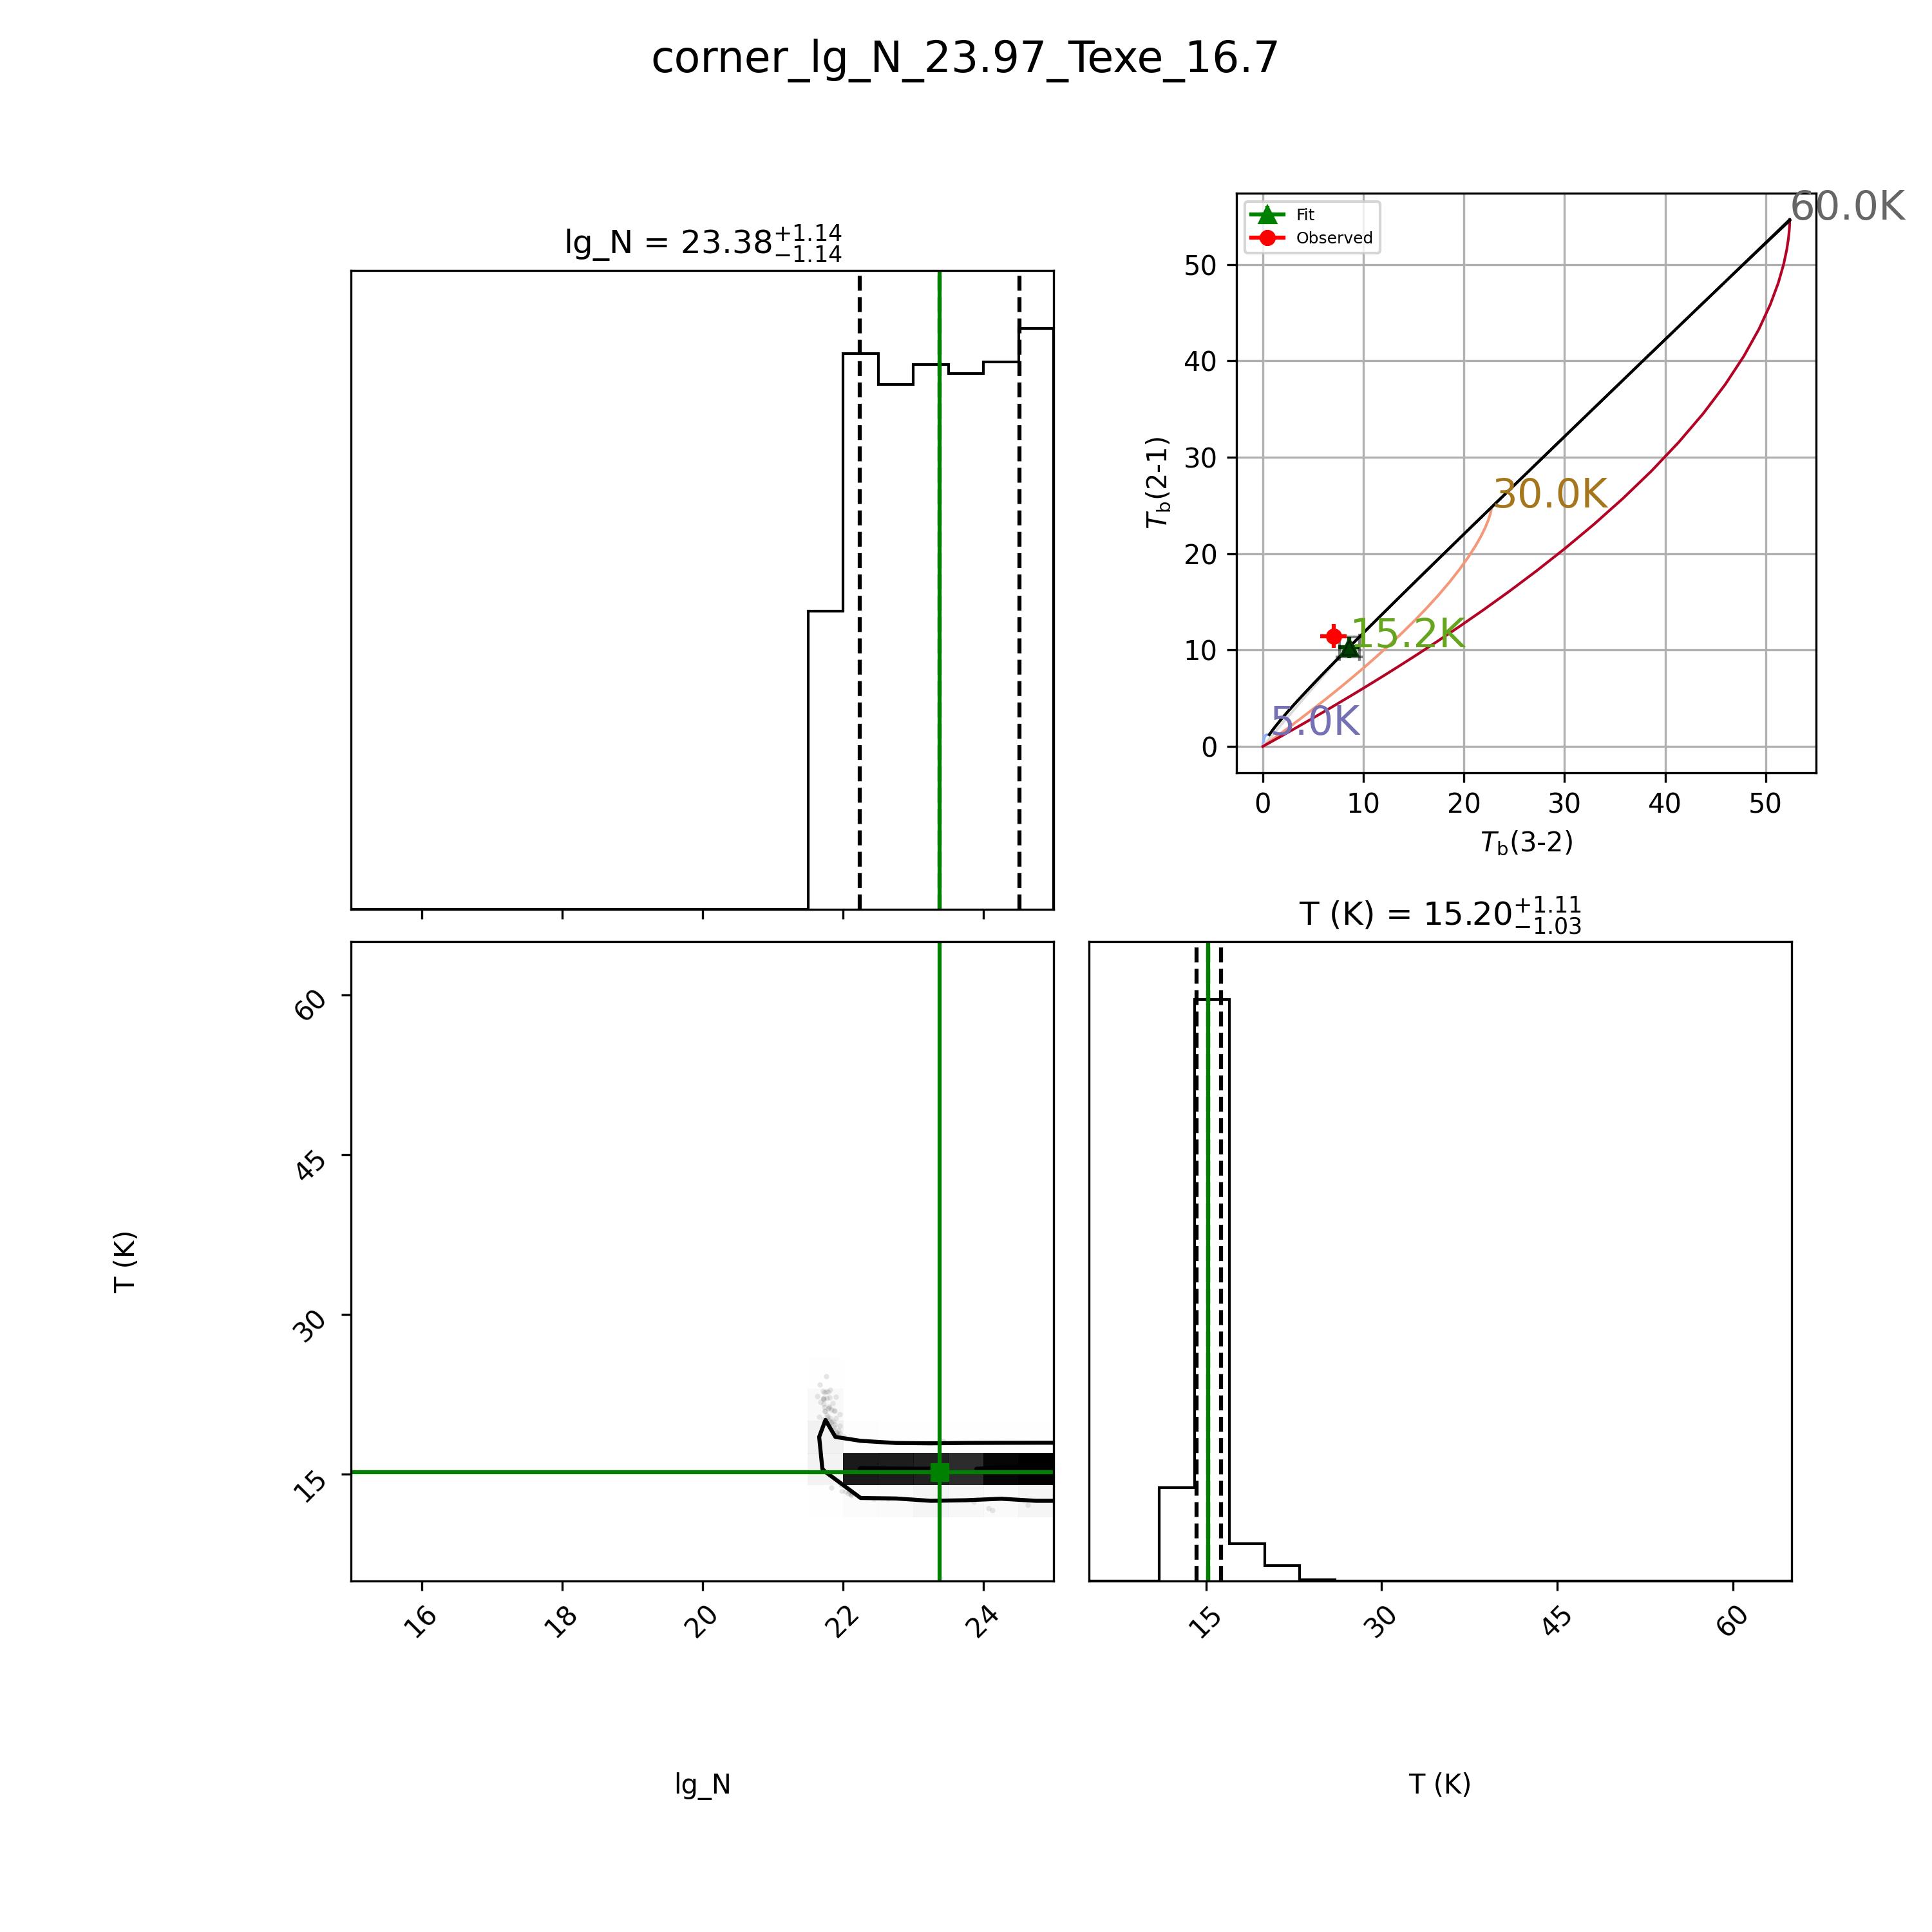 corner_lg_N_23.97_Texe_16.7
lg_N = 23.38+1.14−1.14
60.0K
Fit
Observed
50
40
30
20
10
0
30.0K
15.2K
5.0K
Tb(2-1)
0 10 20 30 40 50
Tb(3-2)
T (K) = 15.20+1.11−1.03
60
45
30
15
T (K)
16 18 20 22 24
15 30 45 60
lg_N
T (K)